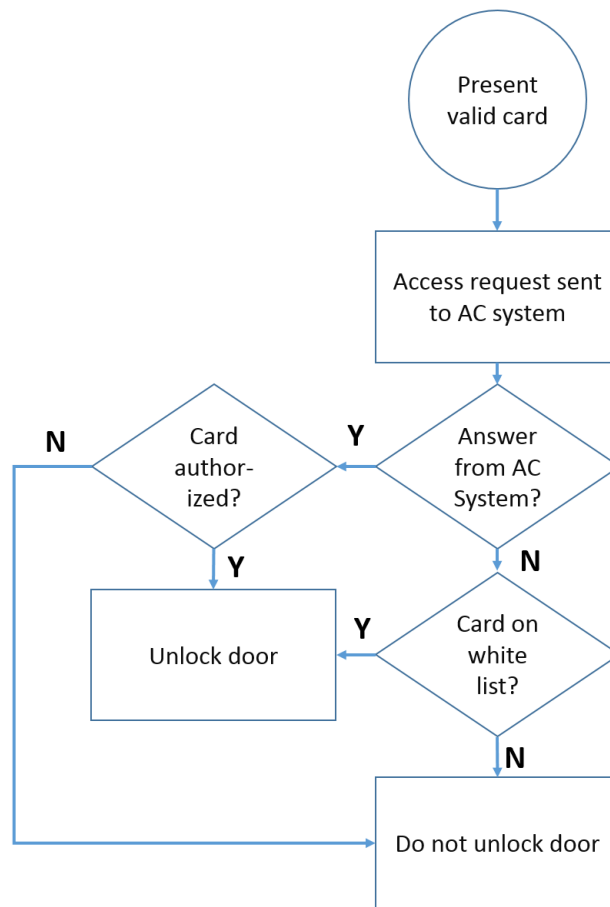 Present
valid card
Access request sent
to AC system
N
Card
author-
ized?
Y
Answer
from AC
System?
Y
N
Unlock door
Y
Card on
white
list?
N
Do not unlock door